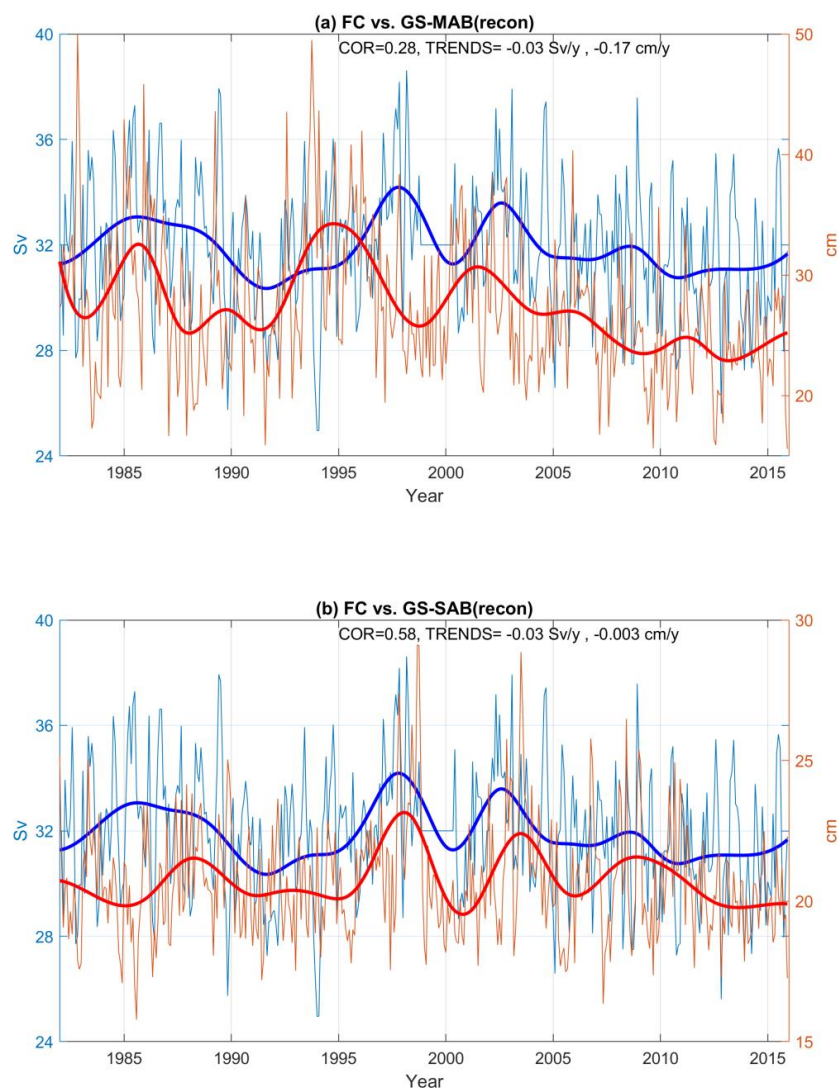 (a) FC vs. GS-MAB(recon)
COR=0.28, TRENDS= -0.03 Sv/y , -0.17 cm/y
40
36
32
28
24
Sv
50
40
30
20
cm
1985 1990 1995 2000 2005 2010 2015
Year
(b) FC vs. GS-SAB(recon)
COR=0.58, TRENDS= -0.03 Sv/y , -0.003 cm/y
40
36
32
28
24
Sv
30
25
20
15
cm
1985 1990 1995 2000 2005 2010 2015
Year